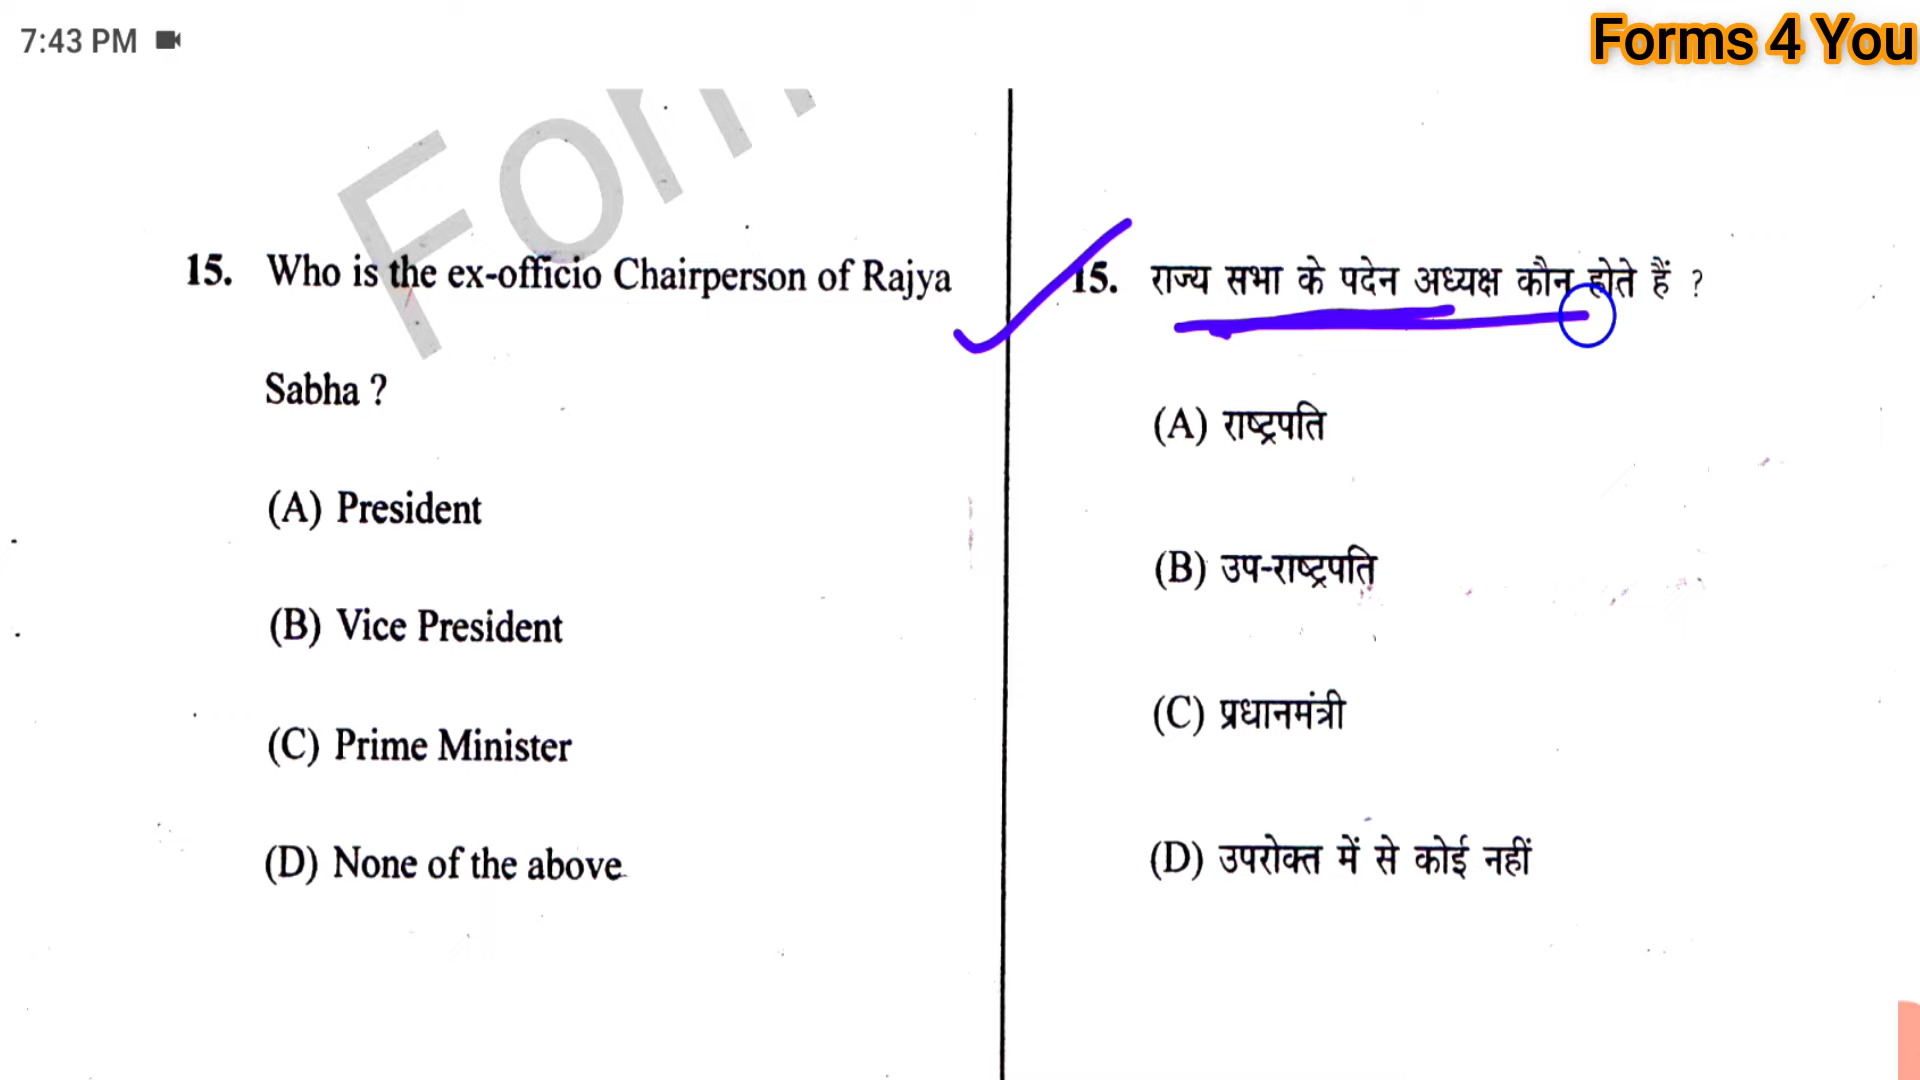 7:43 PM
Forms 4 You
Form
15. Who is the ex-officio Chairperson of Rajya
Sabha ?
(A) President
(B) Vice President
(C) Prime Minister
(D) None of the above
15. राज्य सभा के पदेन अध्यक्ष कौन होते हैं ?
(A) राष्ट्रपति
(B) उप-राष्ट्रपति
(C) प्रधानमंत्री
(D) उपरोक्त में से कोई नहीं